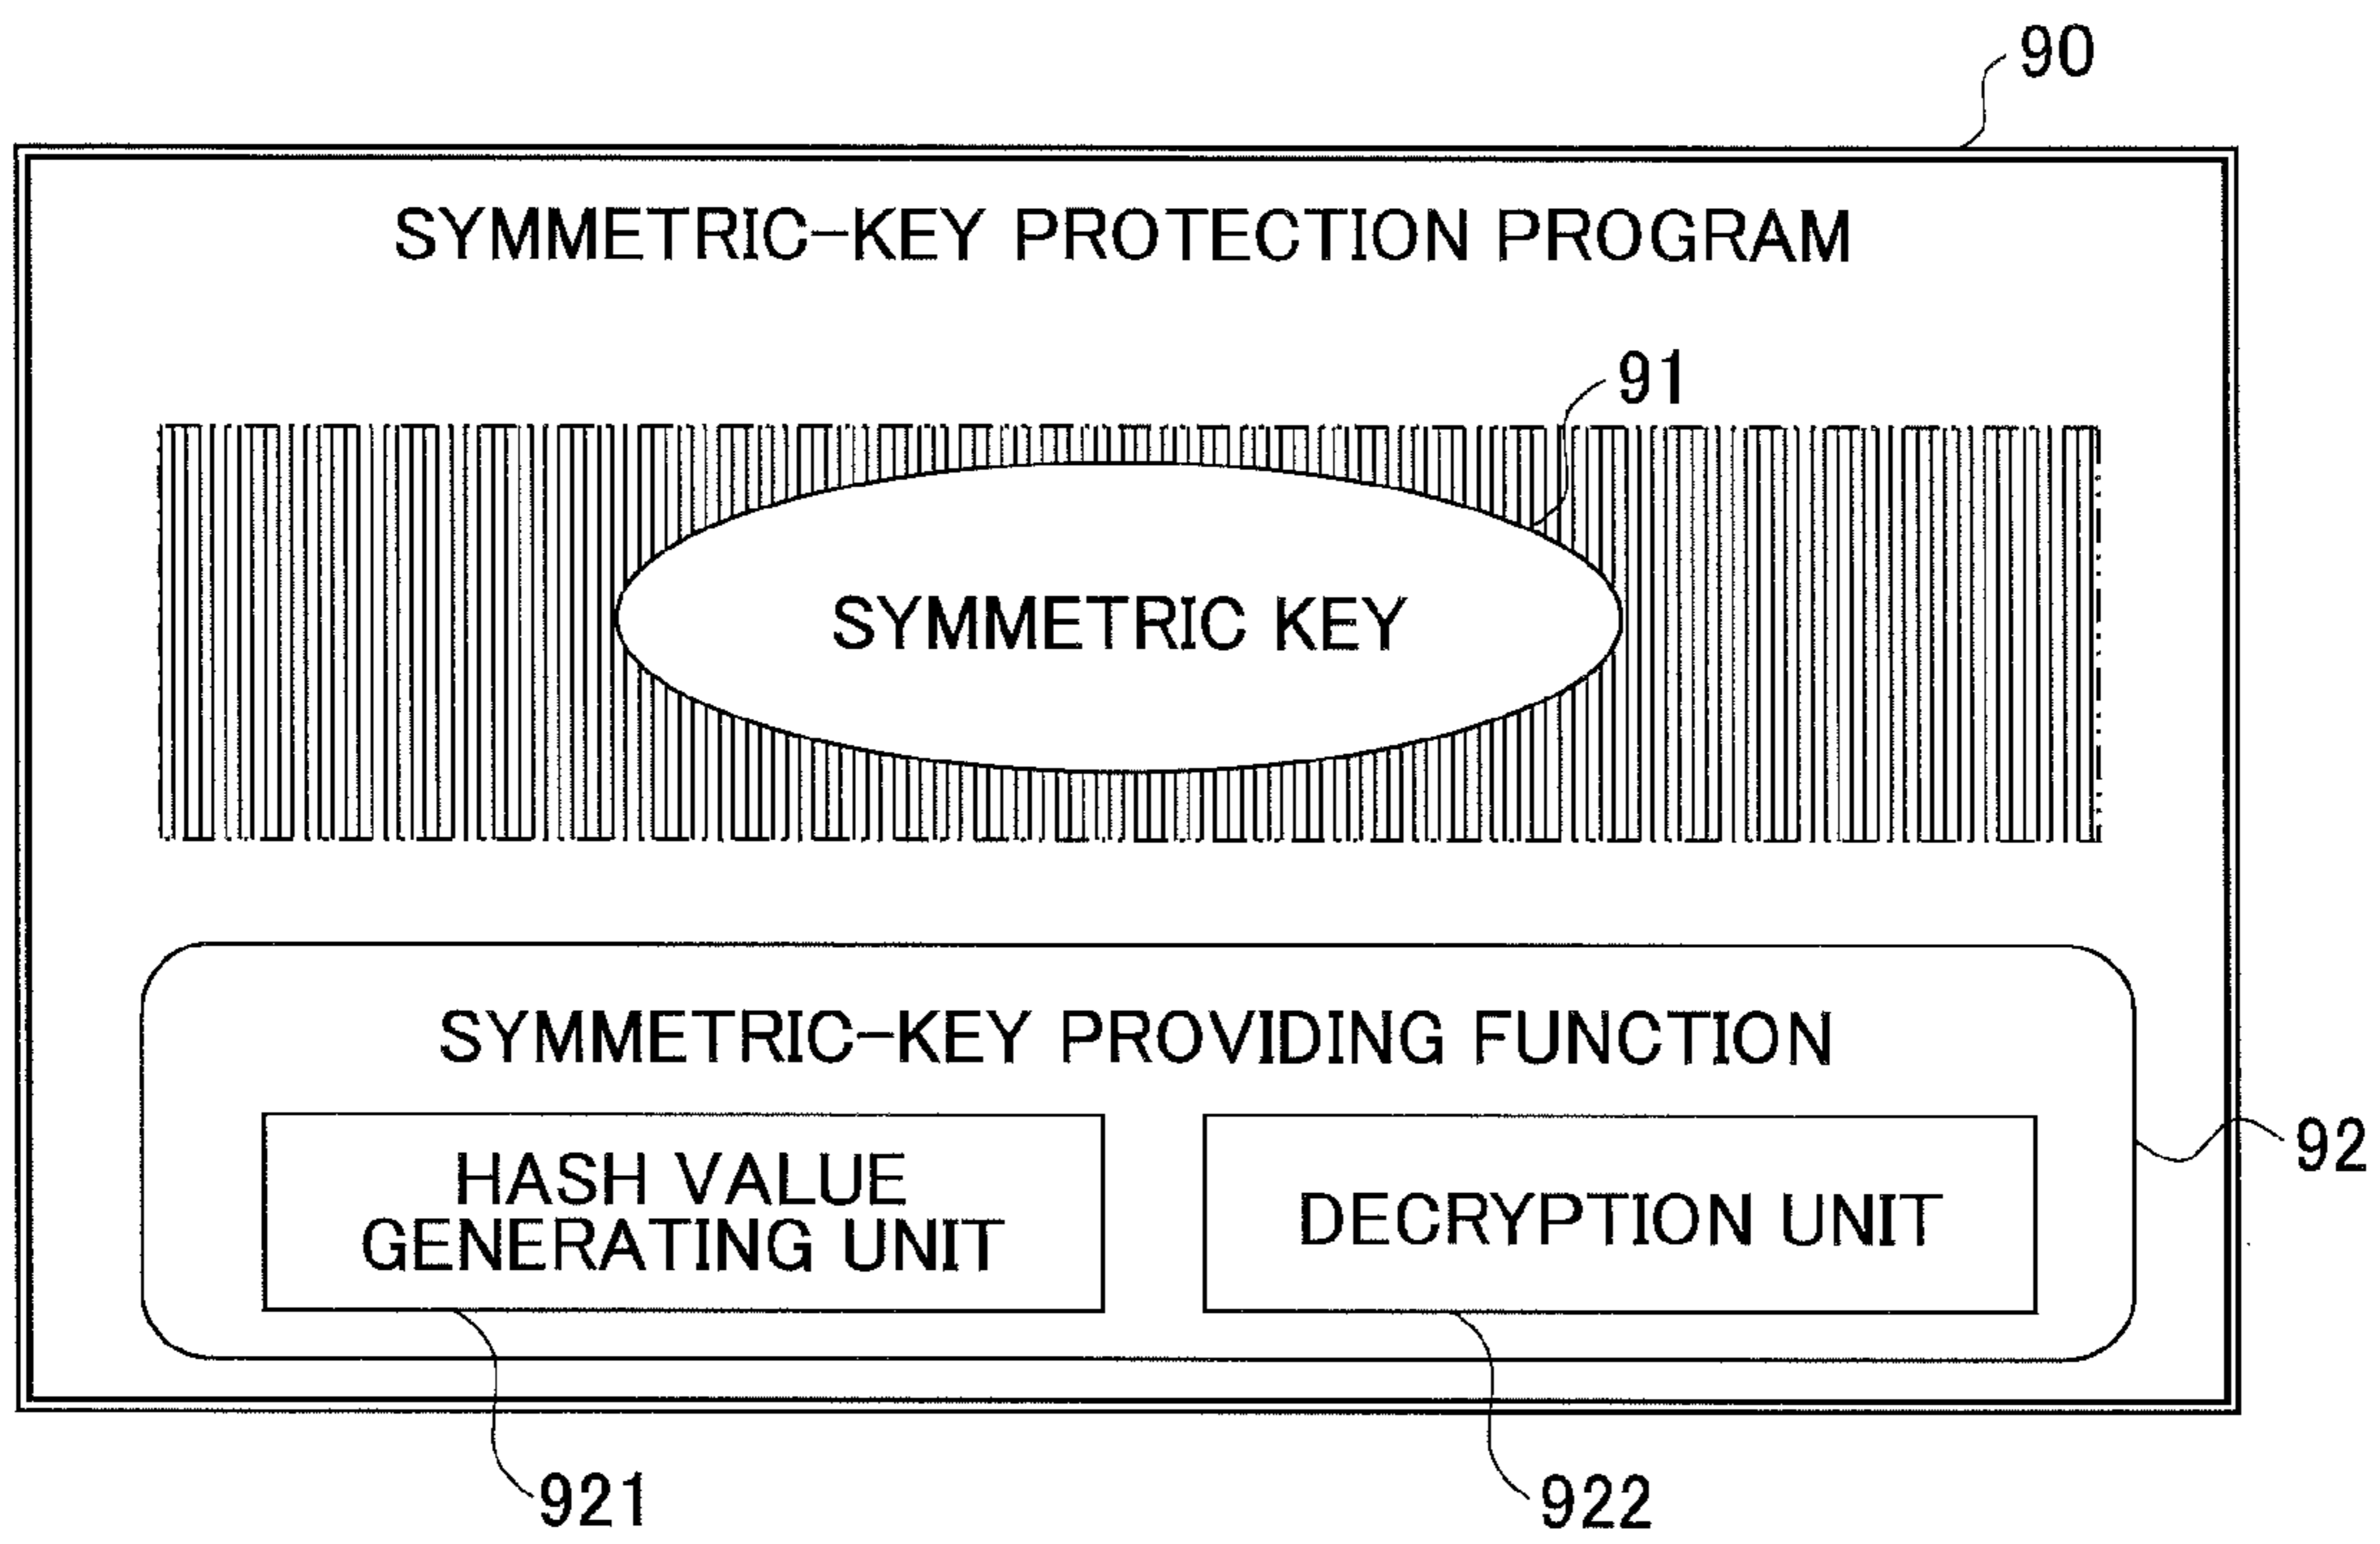 90
SYMMETRIC-KEY PROTECTION PROGRAM
91
SYMMETRIC KEY
SYMMETRIC-KEY PROVIDING FUNCTION
HASH VALUE
GENERATING UNIT
DECRYPTION UNIT
92
921
922